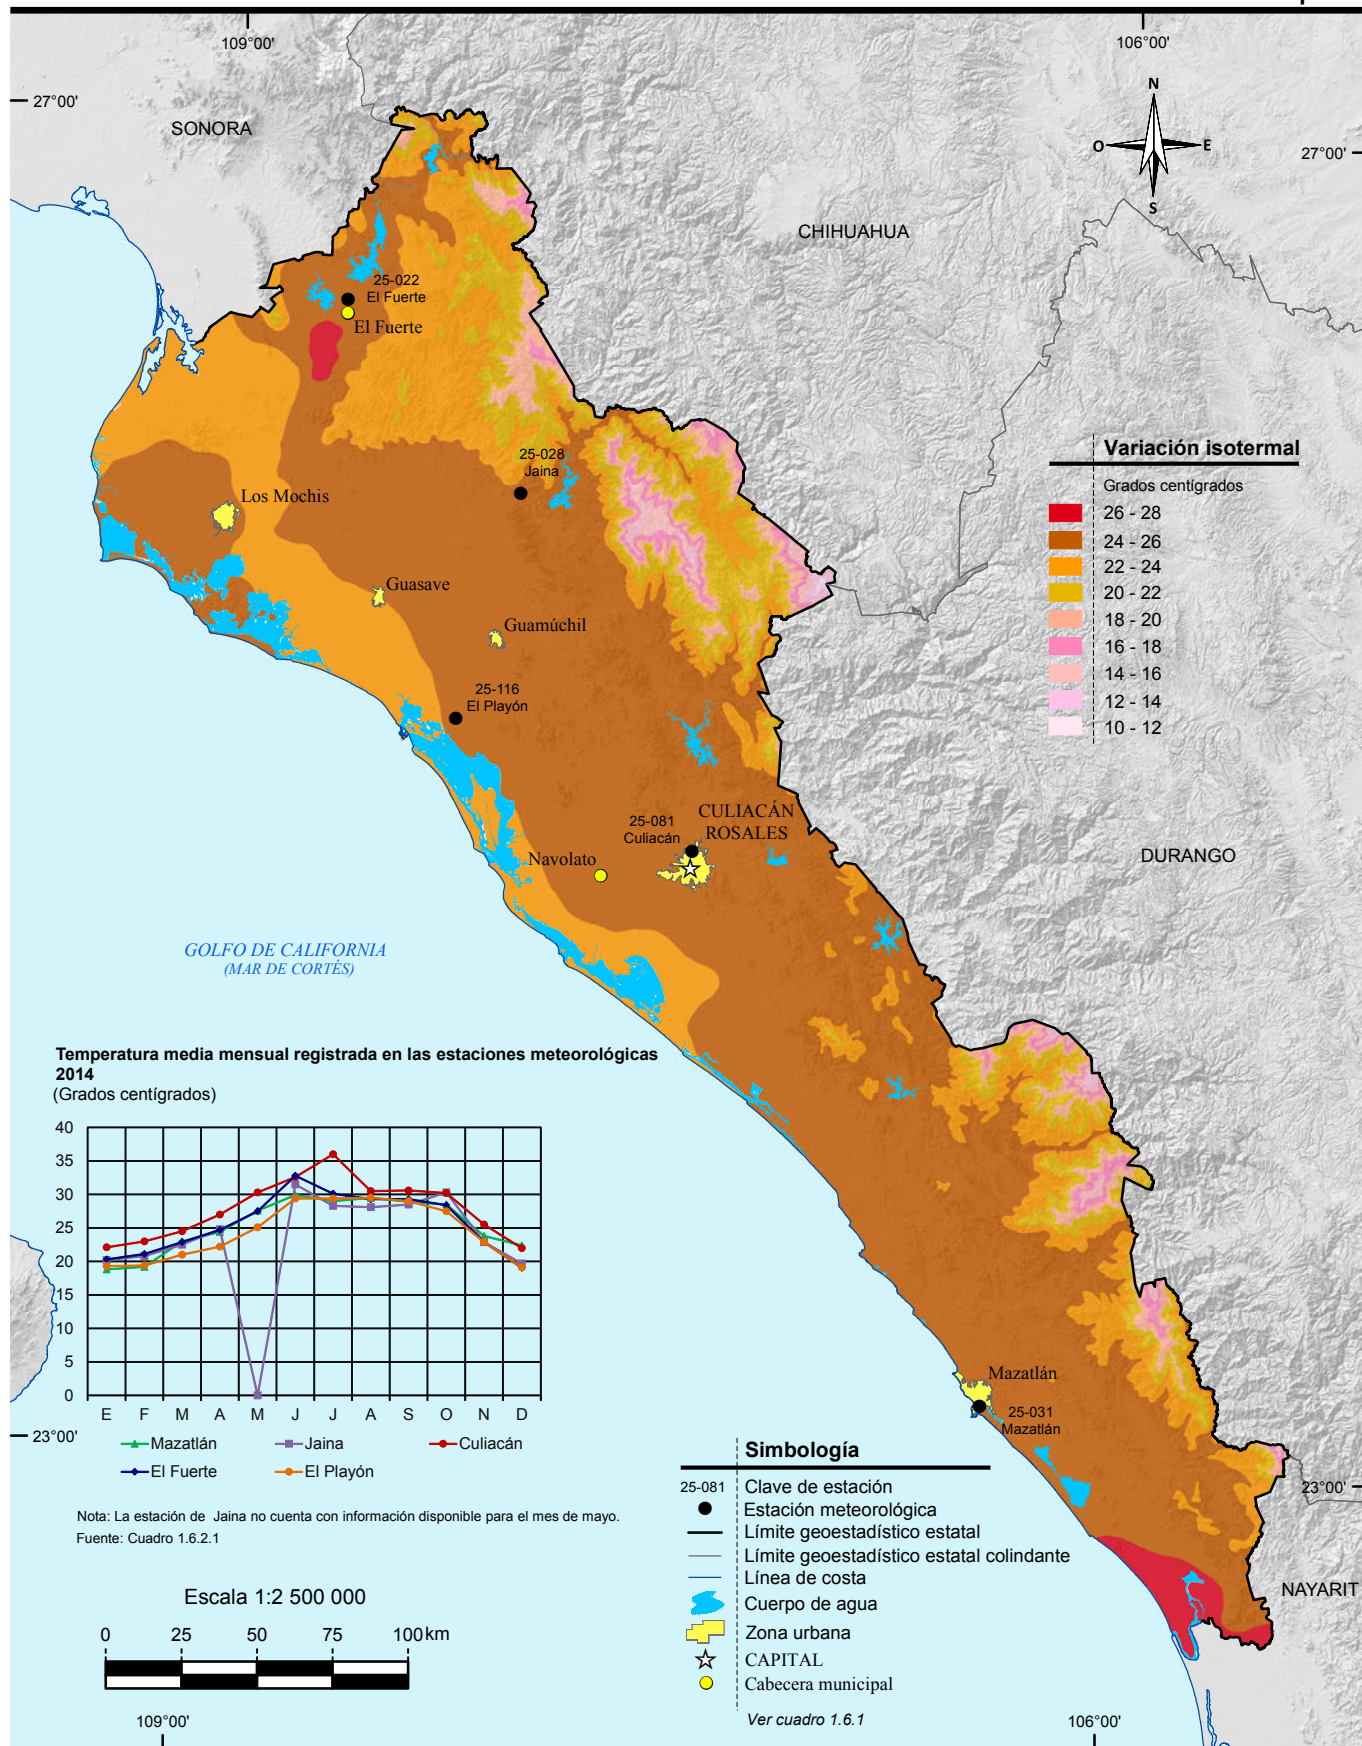 109°00'
106°00'
27°00'
27°00'
N
O
E
S
SONORA
CHIHUAHUA
25-022
El Fuerte
El Fuerte
25-028
Jaina
Los Mochis
Guasave
Guamúchil
25-116
El Playón
25-081
Culiacán
CULIACÁN
ROSALES
Navolato
DURANGO
GOLFO DE CALIFORNIA
(MAR DE CORTÉS)
Mazatlán
25-031
Mazatlán
NAYARIT
Variación isotermal
Grados centígrados
26 - 28
24 - 26
22 - 24
20 - 22
18 - 20
16 - 18
14 - 16
12 - 14
10 - 12
Temperatura media mensual registrada en las estaciones meteorológicas
2014
(Grados centígrados)
40
35
30
25
20
15
10
5
0
E F M A M J J A S O N D
Mazatlán Jaina Culiacán
El Fuerte El Playón
Nota: La estación de Jaina no cuenta con información disponible para el mes de mayo.
Fuente: Cuadro 1.6.2.1
Escala 1:2 500 000
0 25 50 75 100 km
23°00'
23°00'
Simbología
25-081 Clave de estación
Estación meteorológica
Límite geoestadístico estatal
Límite geoestadístico estatal colindante
Línea de costa
Cuerpo de agua
Zona urbana
CAPITAL
Cabecera municipal
Ver cuadro 1.6.1
109°00'
106°00'